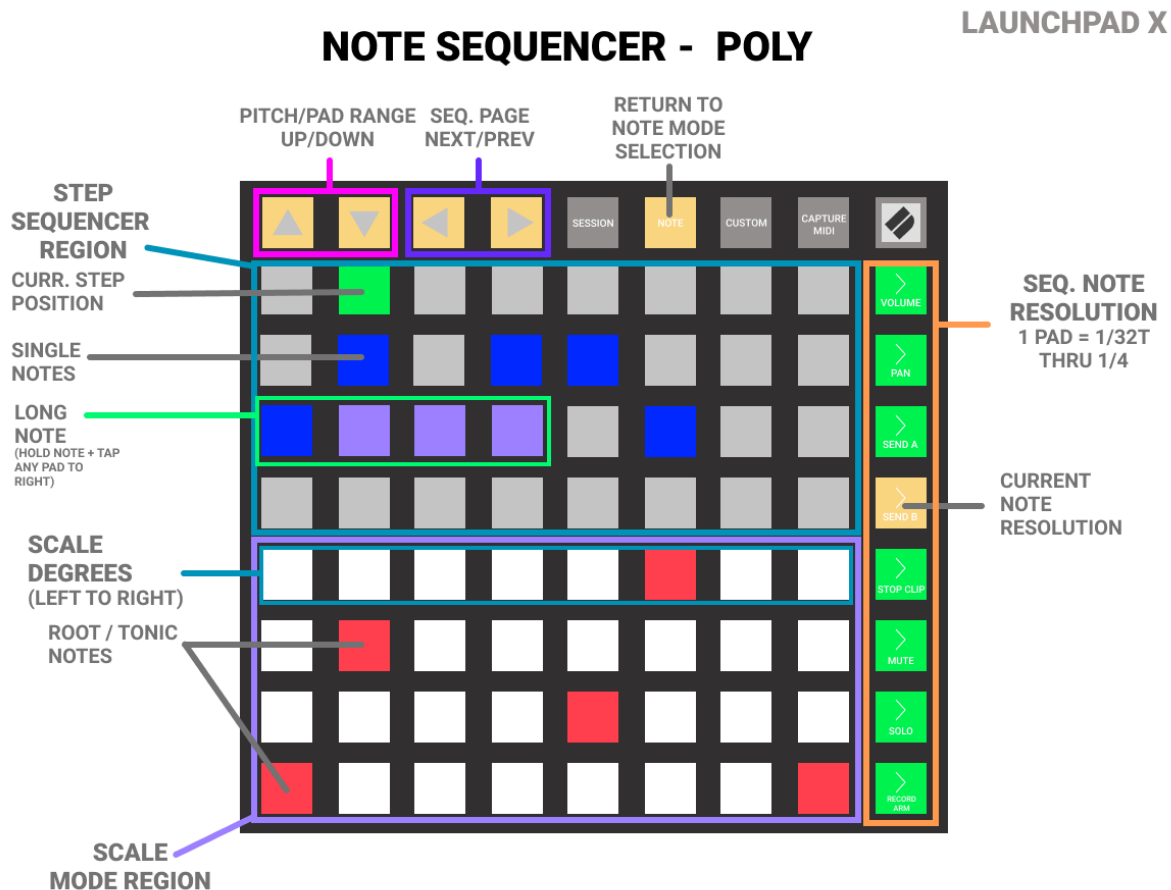 LAUNCHPAD X
NOTE SEQUENCER - POLY
PITCH/PAD RANGE
UP/DOWN
SEQ. PAGE
NEXT/PREV
RETURN TO
NOTE MODE
SELECTION
STEP
SEQUENCER
REGION
SESSION
NOTE
CUSTOM
CAPTURE
MIDI
CURR. STEP
POSITION
VOLUME
SEQ. NOTE
RESOLUTION
1 PAD = 1/32T
THRU 1/4
SINGLE
NOTES
PAN
LONG
NOTE
(HOLD NOTE + TAP
ANY PAD TO
RIGHT)
SEND A
SEND B
CURRENT
NOTE
RESOLUTION
SCALE
DEGREES
(LEFT TO RIGHT)
STOP CLIP
ROOT / TONIC
NOTES
MUTE
SOLO
RECORD
ARM
SCALE
MODE REGION